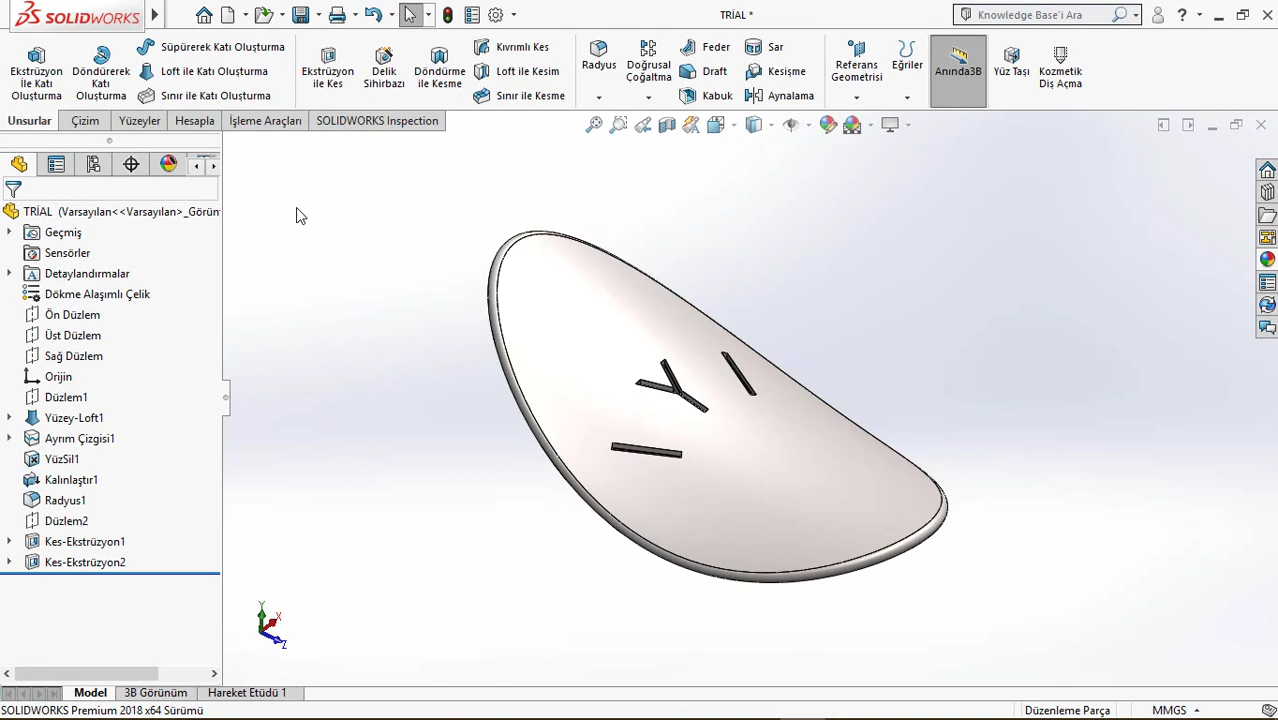 SOLIDWORKS
TRİAL *
Knowledge Base'i Ara
Ekstrüzyon ile Katı Oluşturma
Döndürerek Katı Oluşturma
Süpürerek Katı Oluşturma
Loft ile Katı Oluşturma
Sınır ile Katı Oluşturma
Ekstrüzyon ile Kes
Delik Sihirbazı
Döndürme ile Kesme
Kıvrımlı Kes
Loft ile Kesim
Sınır ile Kesme
Radyus
Doğrusal Çoğaltma
Feder
Draft
Kabuk
Sar
Kesişme
Aynalama
Referans Geometrisi
Eğriler
Anında3B
Yüz Taşı
Kozmetik Diş Açma
Unsurlar
Çizim
Yüzeyler
Hesapla
İşleme Araçları
SOLIDWORKS Inspection
TRİAL (Varsayılan<<Varsayılan>_Görün
Geçmiş
Sensörler
Detaylandırmalar
Dökme Alaşımlı Çelik
Ön Düzlem
Üst Düzlem
Sağ Düzlem
Orijin
Düzlem1
Yüzey-Loft1
Ayrım Çizgisi1
YüzSil1
Kalınlaştır1
Radyus1
Düzlem2
Kes-Ekstrüzyon1
Kes-Ekstrüzyon2
Y
X
Z
Model
3B Görünüm
Hareket Etüdü 1
SOLIDWORKS Premium 2018 x64 Sürümü
Düzenleme Parça
MMGS